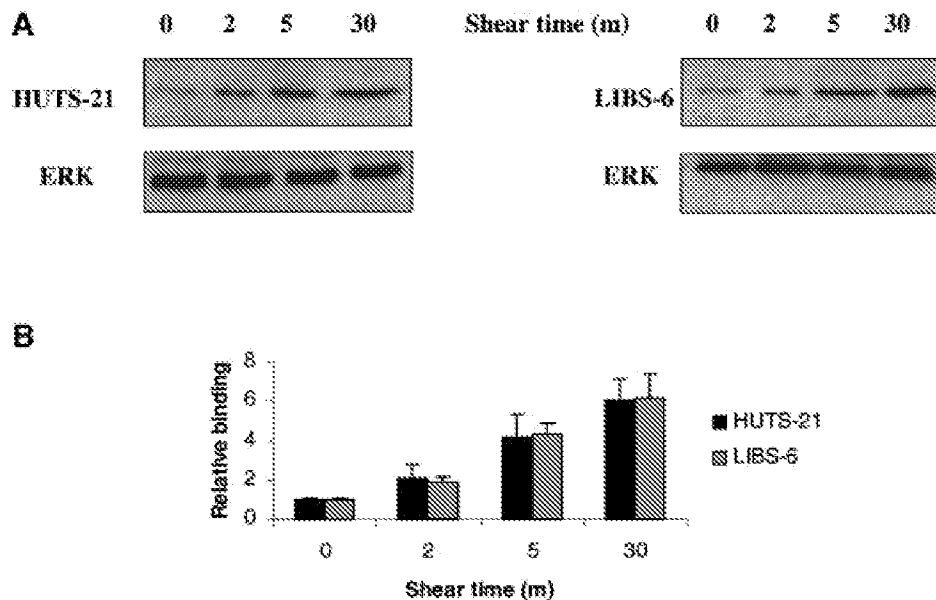 A
0 2 5 30 Shear time (m) 0 2 5 30
HUTS-21 LIBS-6
ERK ERK
B
8
6
4
2
0
Relative binding
0 2 5 30
Shear time (m)
HUTS-21
LIBS-6